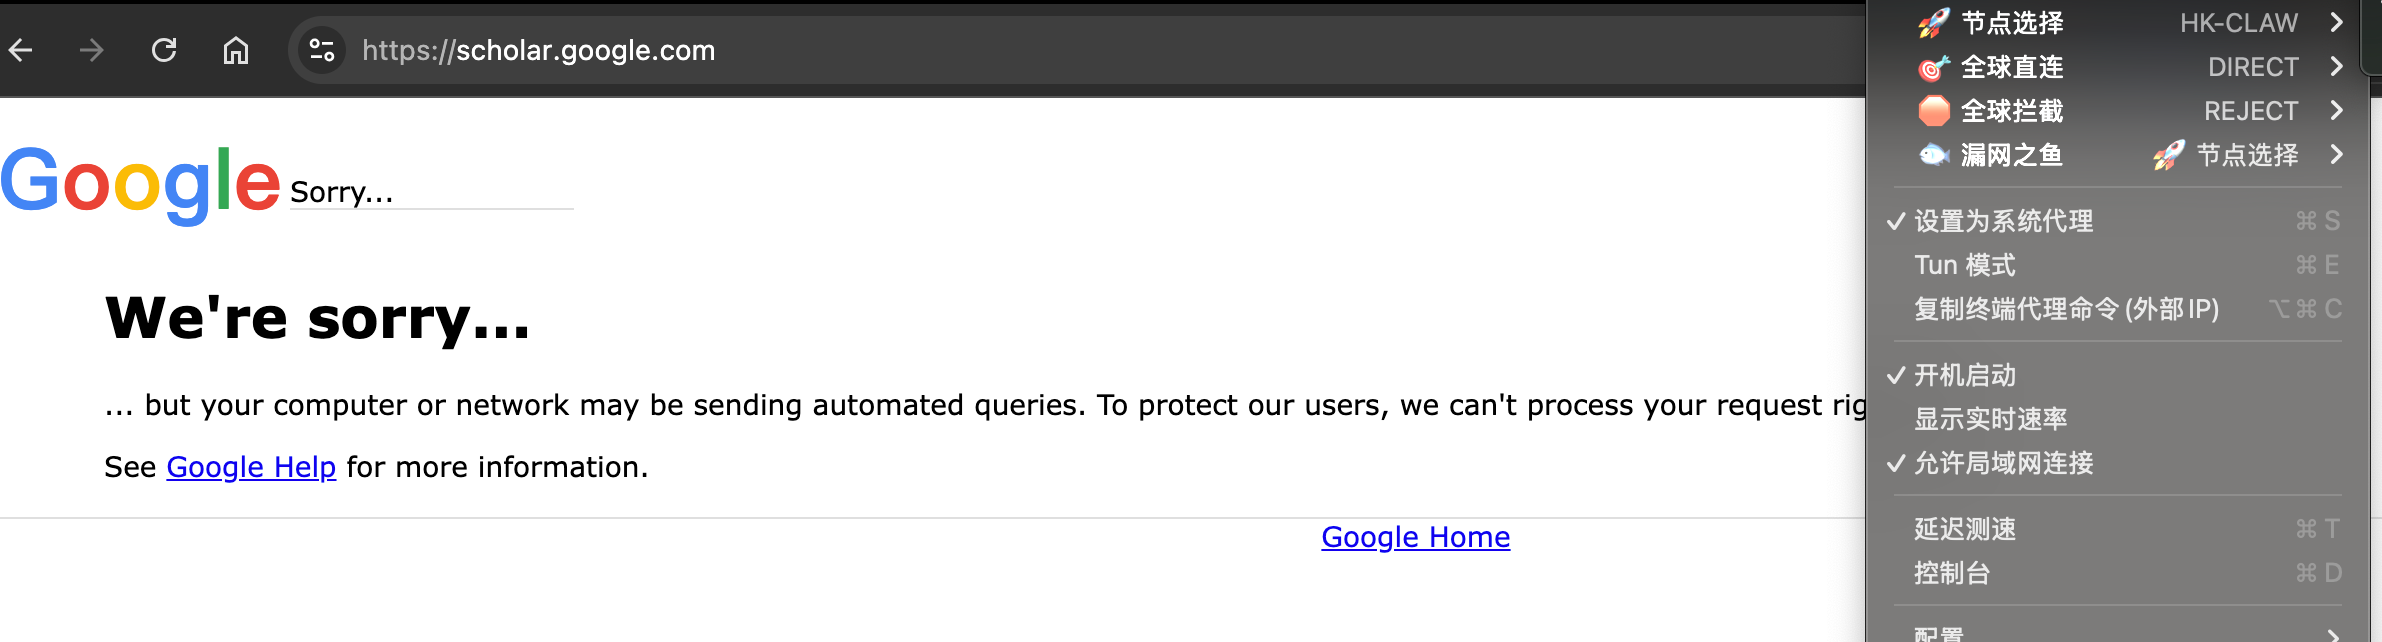 https://scholar.google.com
Google Sorry...
We're sorry...
... but your computer or network may be sending automated queries. To protect our users, we can't process your request rig
See Google Help for more information.
Google Home
节点选择 HK-CLAW
全球直连 DIRECT
全球拦截 REJECT
漏网之鱼 节点选择
设置为系统代理 ⌘ S
Tun 模式 ⌘ E
复制终端代理命令 (外部 IP) ⌥ ⌘ C
开机启动
显示实时速率
允许局域网连接
延迟测速 ⌘ T
控制台 ⌘ D
配置